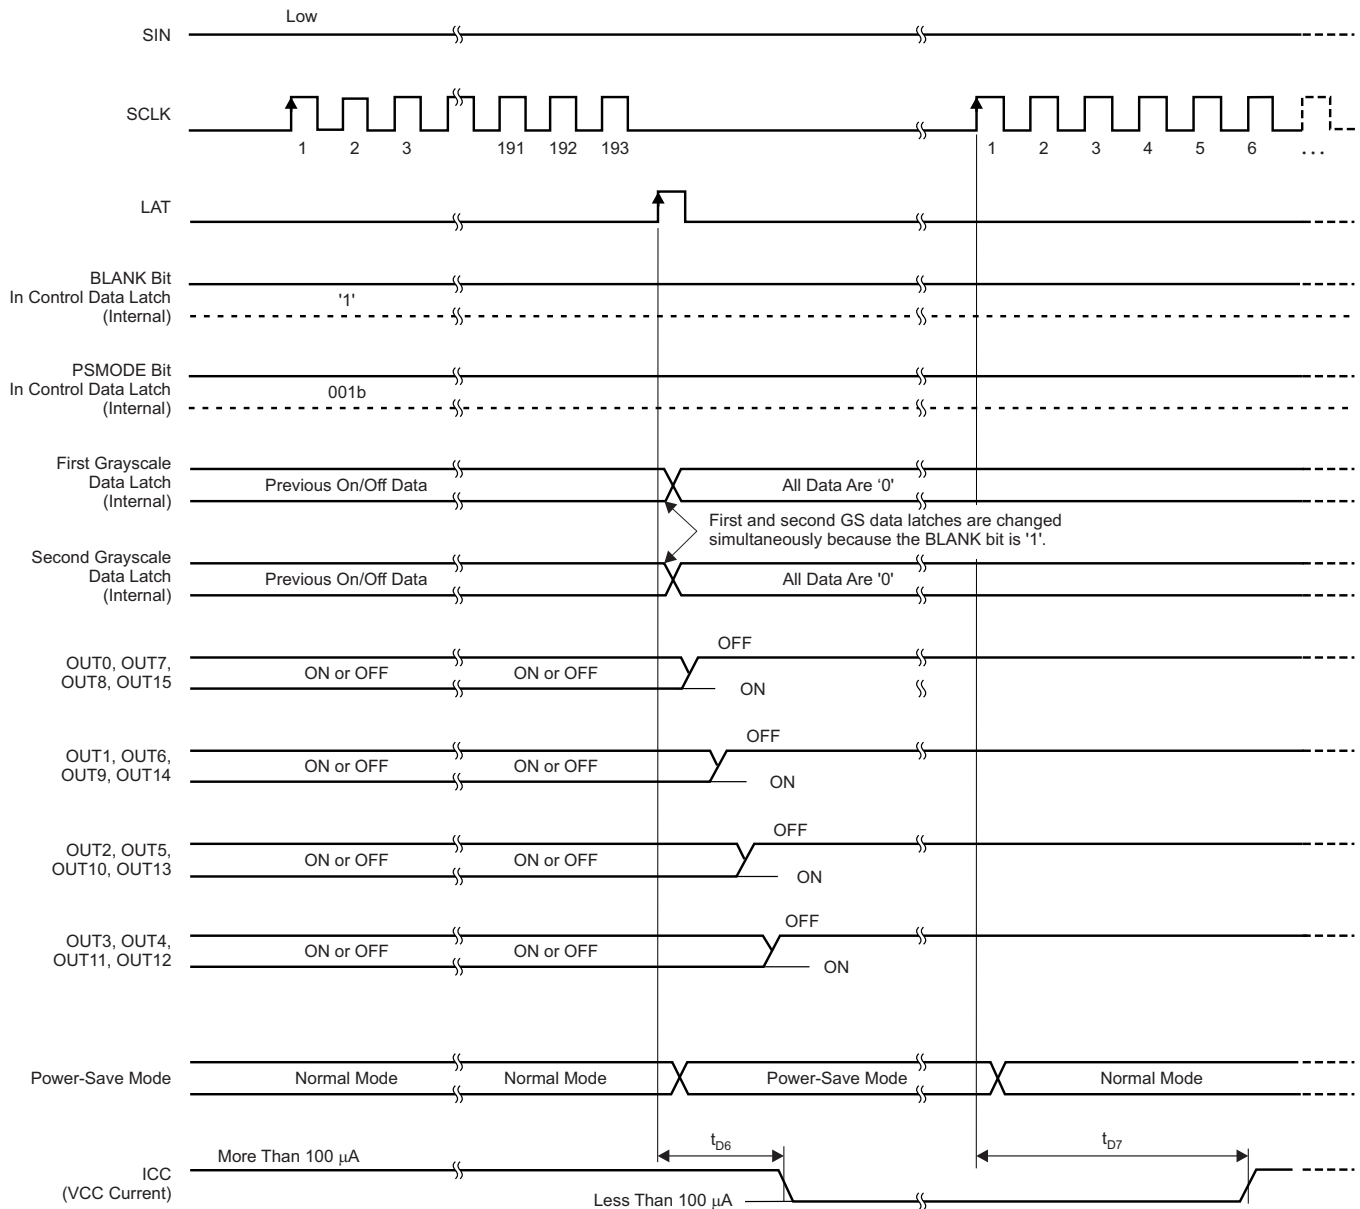 Low
SIN
SCLK
1 2 3 191 192 193 1 2 3 4 5 6 ...
LAT
BLANK Bit
In Control Data Latch
(Internal)
'1'
PSMODE Bit
In Control Data Latch
(Internal)
001b
First Grayscale
Data Latch
(Internal)
Previous On/Off Data All Data Are ‘0'
First and second GS data latches are changed
simultaneously because the BLANK bit is '1'.
Second Grayscale
Data Latch
(Internal)
Previous On/Off Data All Data Are '0'
OUT0, OUT7,
OUT8, OUT15
ON or OFF ON or OFF OFF
ON
OUT1, OUT6,
OUT9, OUT14
ON or OFF ON or OFF OFF
ON
OUT2, OUT5,
OUT10, OUT13
ON or OFF ON or OFF OFF
ON
OUT3, OUT4,
OUT11, OUT12
ON or OFF ON or OFF OFF
ON
Power-Save Mode Normal Mode Normal Mode Power-Save Mode Normal Mode
tD6 tD7
More Than 100 μA
ICC
(VCC Current)
Less Than 100 μA